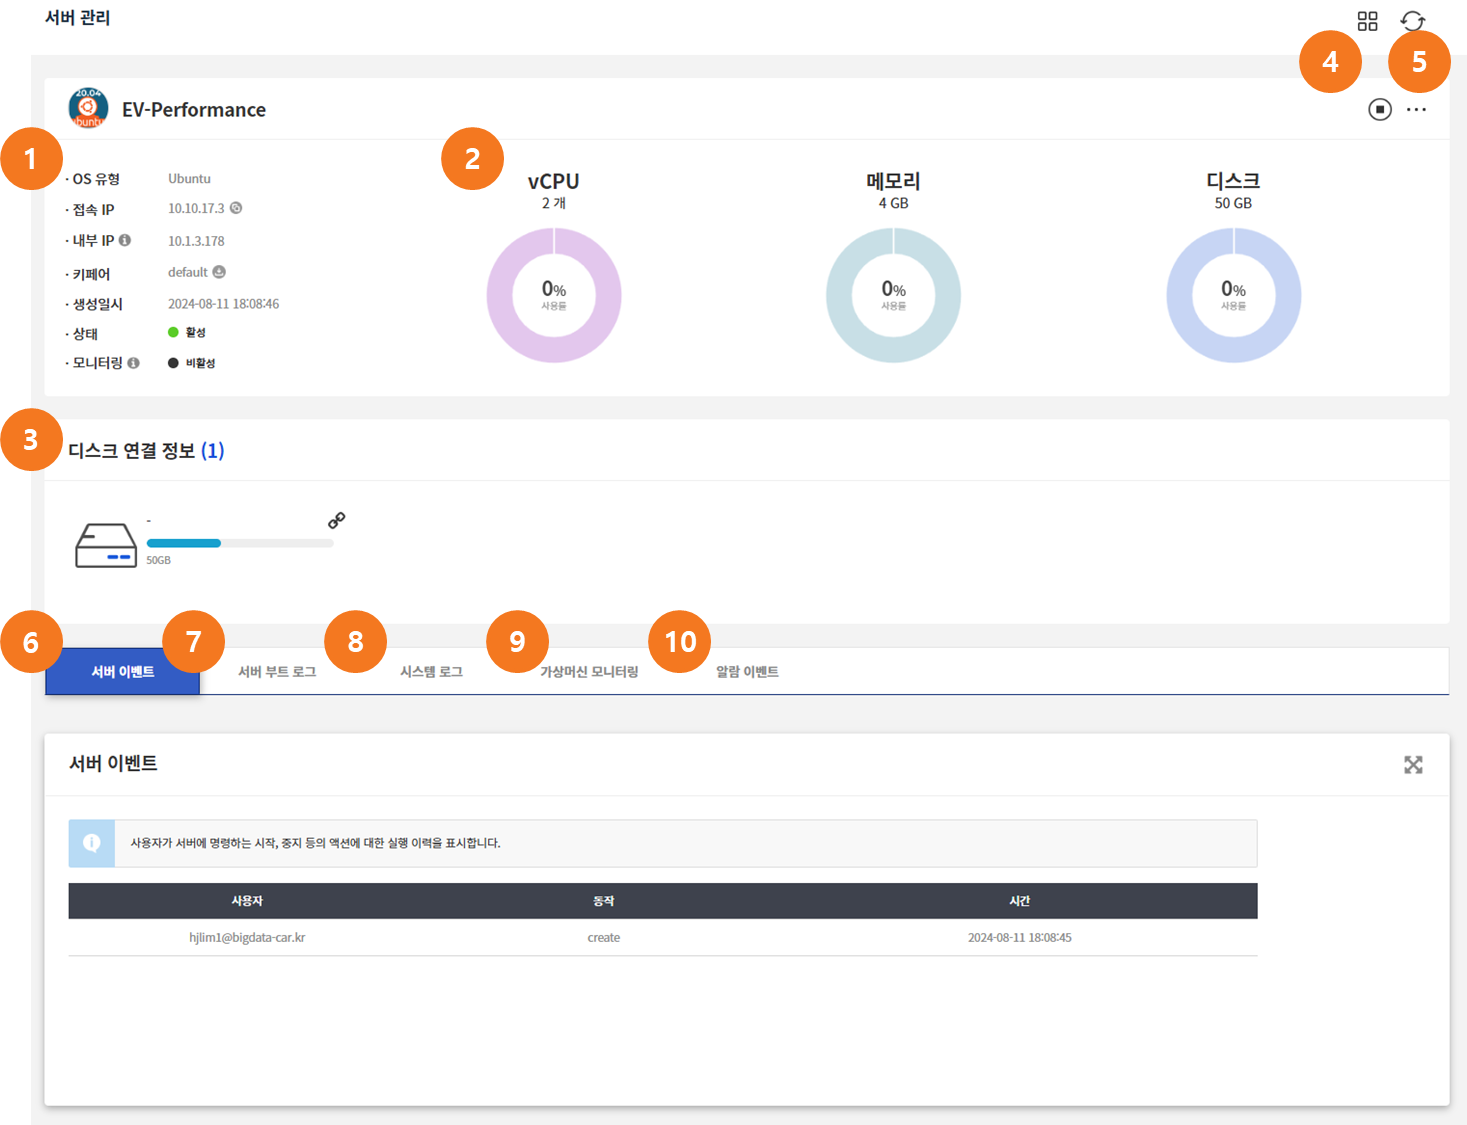 서버 관리
4
5
20.04
ubuntu
EV-Performance
1
2
· OS 유형 Ubuntu
· 접속 IP 10.10.17.3
· 내부 IP 10.1.3.178
· 키페어 default
· 생성일시 2024-08-11 18:08:46
· 상태 활성
· 모니터링 비활성
vCPU
2 개
0%
사용률
메모리
4 GB
0%
사용률
디스크
50 GB
0%
사용률
3
디스크 연결 정보 (1)
-
50GB
6
7
8
9
10
서버 이벤트 서버 부트 로그 시스템 로그 가상머신 모니터링 알람 이벤트
서버 이벤트
사용자가 서버에 명령하는 시작, 중지 등의 액션에 대한 실행 이력을 표시합니다.
사용자 동작 시간
hjlim1@bigdata-car.kr create 2024-08-11 18:08:45